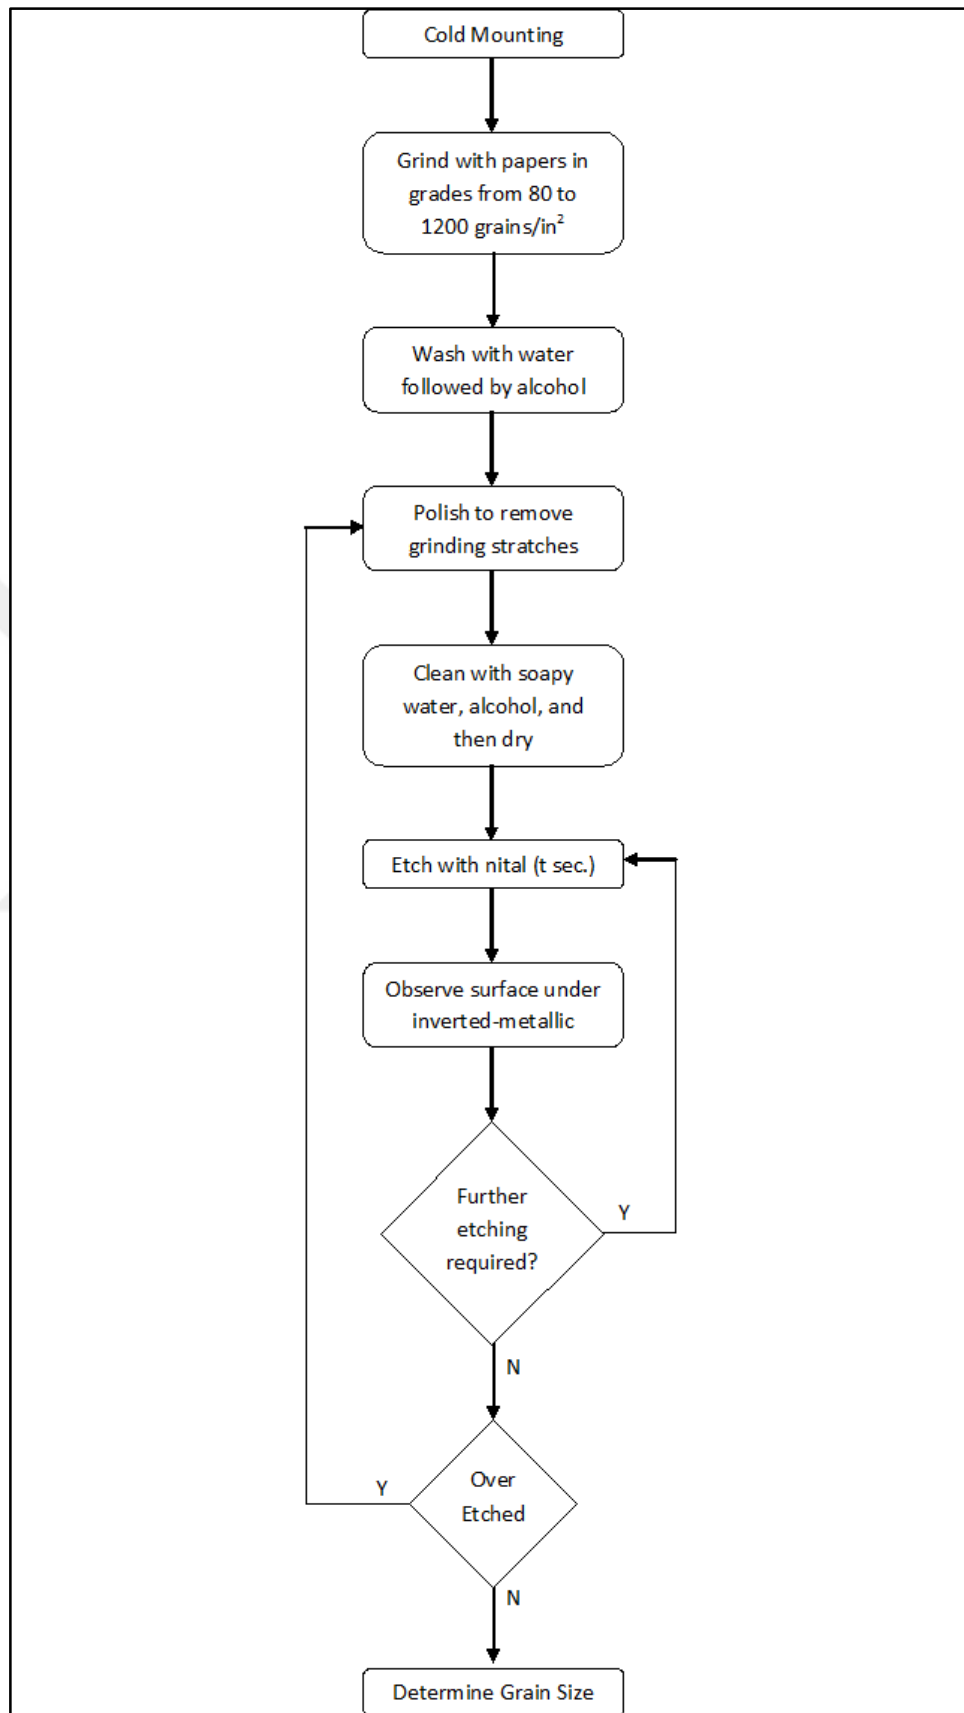 Cold Mounting
Grind with papers in
grades from 80 to
1200 grains/in²
Wash with water
followed by alcohol
Polish to remove
grinding stratches
Clean with soapy
water, alcohol, and
then dry
Etch with nital (t sec.)
Observe surface under
inverted-metallic
Further
etching
required?
Y
N
Over
Etched
Y
N
Determine Grain Size